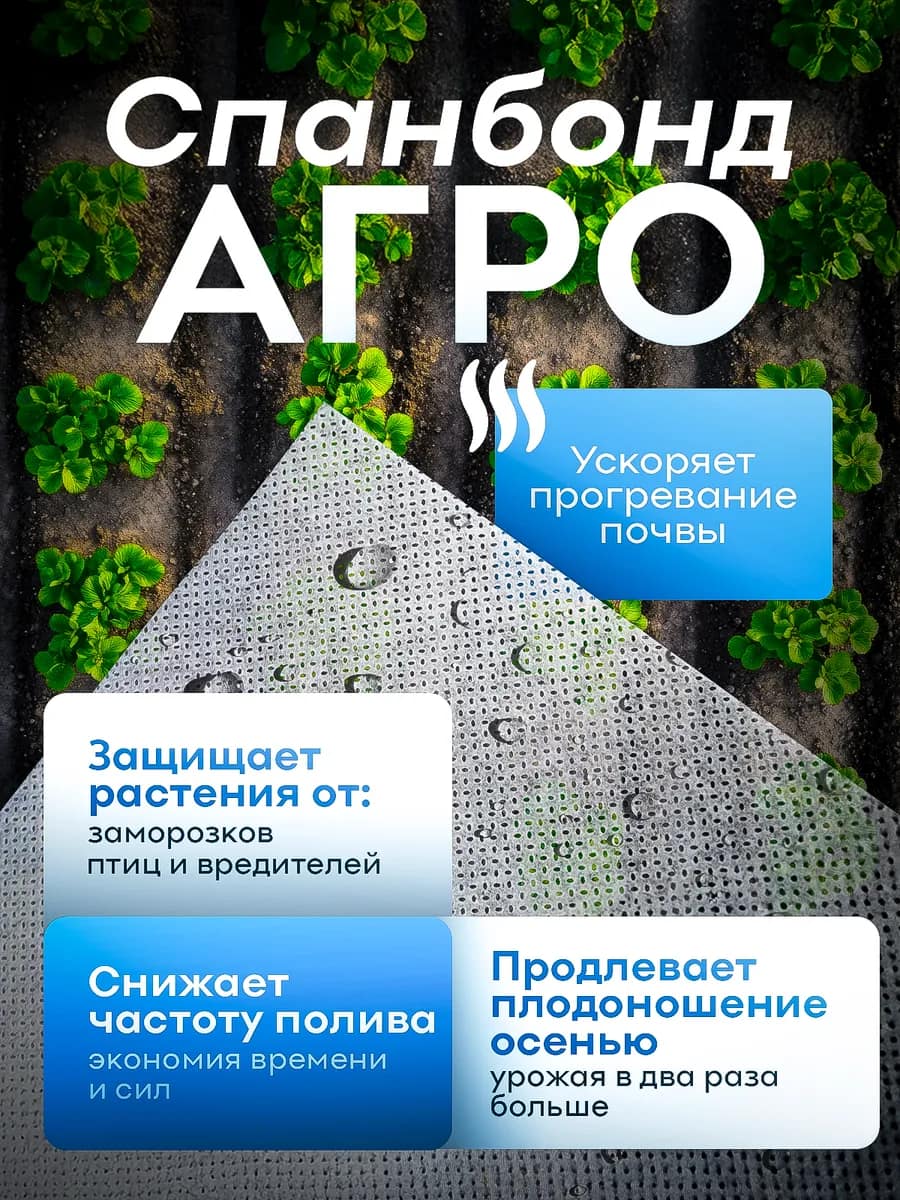 Спанбонд
АГРО
Ускоряет
прогревание
почвы
Защищает
растения от:
заморозков
птиц и вредителей
Снижает
частоту полива
экономия времени
и сил
Продлевает
плодоношение
осенью
урожая в два раза
больше